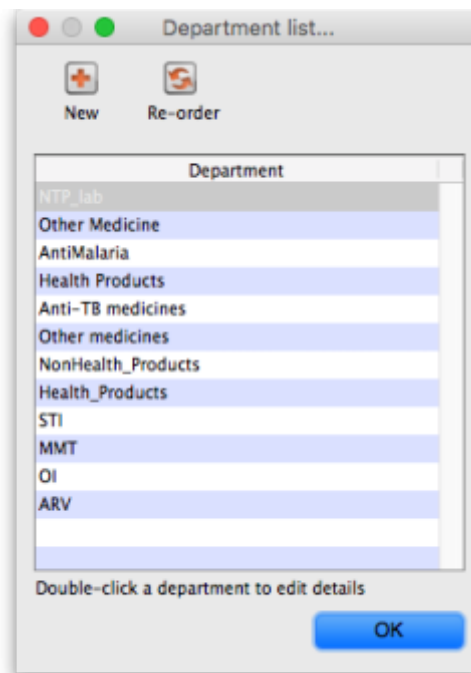 Department list...
New Re-order
Department
NTP_lab
Other Medicine
AntiMalaria
Health Products
Anti-TB medicines
Other medicines
NonHealth_Products
Health_Products
STI
MMT
OI
ARV
Double-click a department to edit details
OK